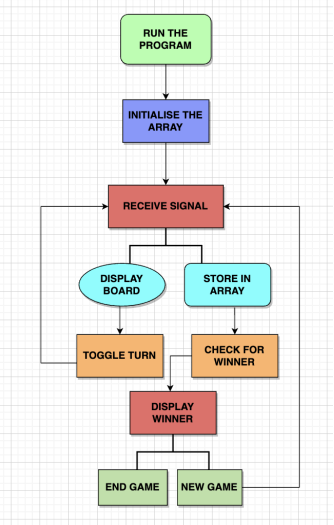 RUN THE
PROGRAM
INITIALISE THE
ARRAY
RECEIVE SIGNAL
DISPLAY
BOARD
STORE IN
ARRAY
TOGGLE TURN
CHECK FOR
WINNER
DISPLAY
WINNER
END GAME
NEW GAME